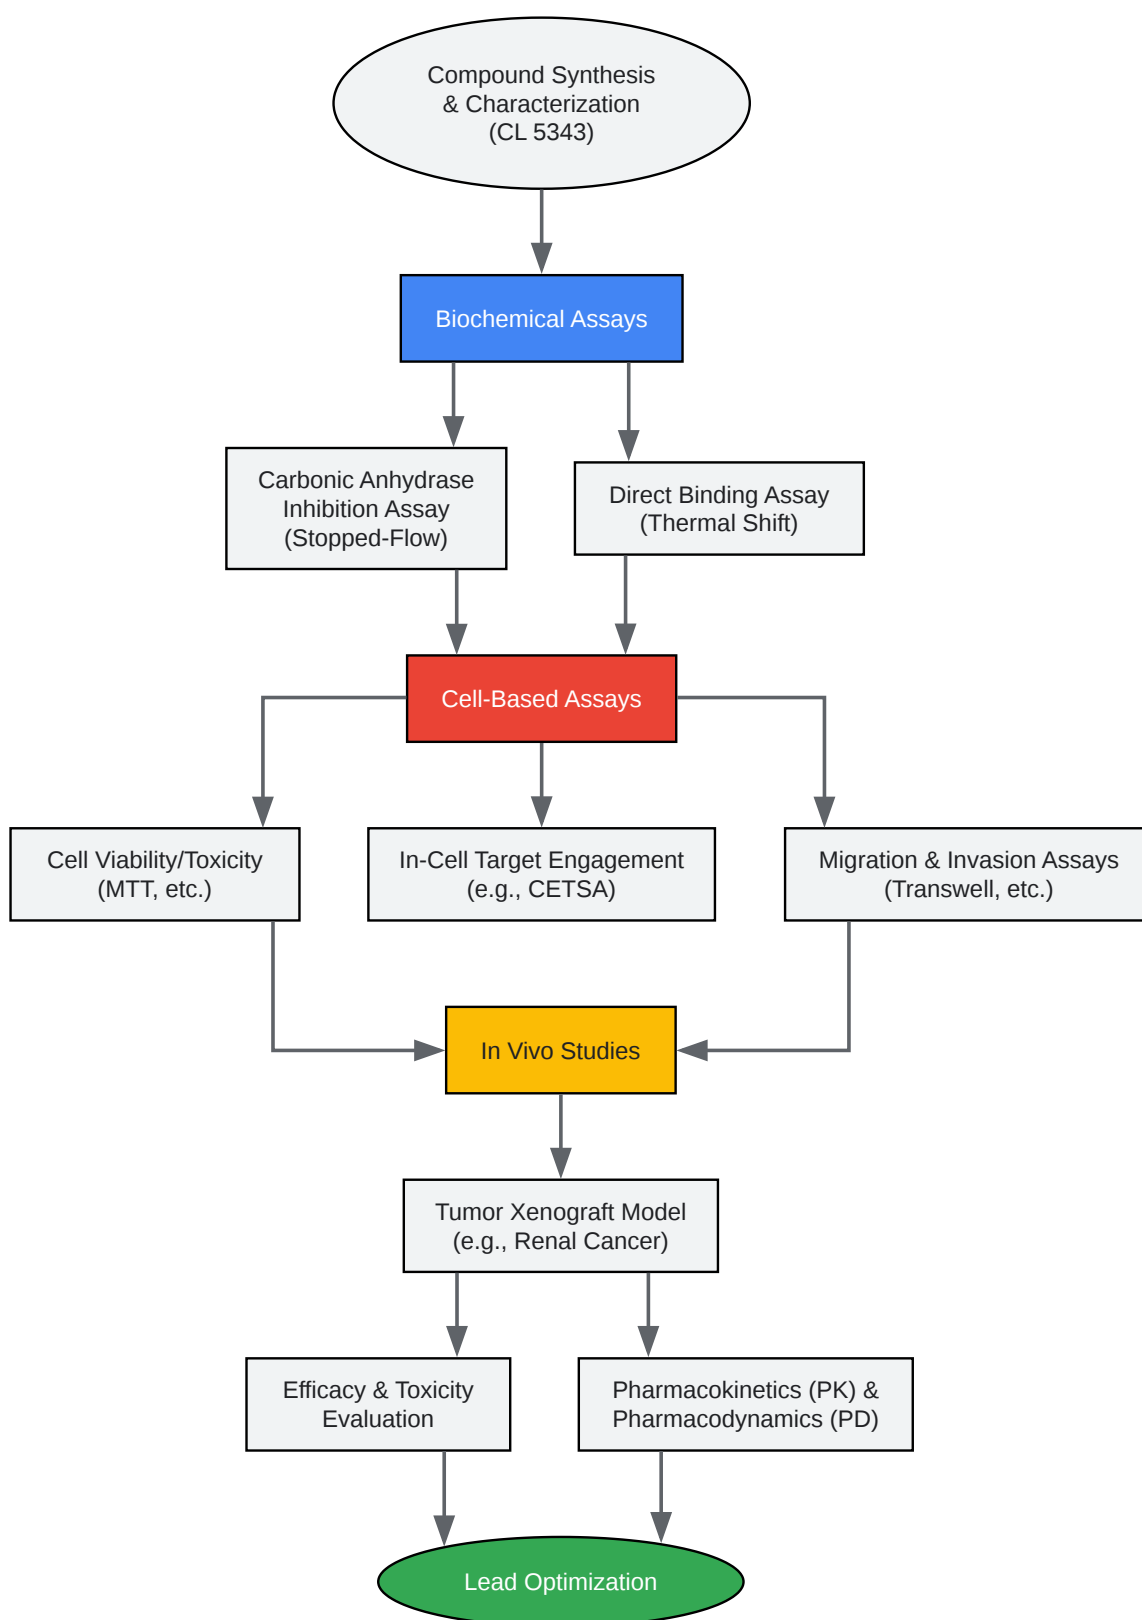 Compound Synthesis
& Characterization
(CL 5343)
Biochemical Assays
Carbonic Anhydrase
Inhibition Assay
(Stopped-Flow)
Direct Binding Assay
(Thermal Shift)
Cell-Based Assays
Cell Viability/Toxicity
(MTT, etc.)
In-Cell Target Engagement
(e.g., CETSA)
Migration & Invasion Assays
(Transwell, etc.)
In Vivo Studies
Tumor Xenograft Model
(e.g., Renal Cancer)
Efficacy & Toxicity
Evaluation
Pharmacokinetics (PK) &
Pharmacodynamics (PD)
Lead Optimization